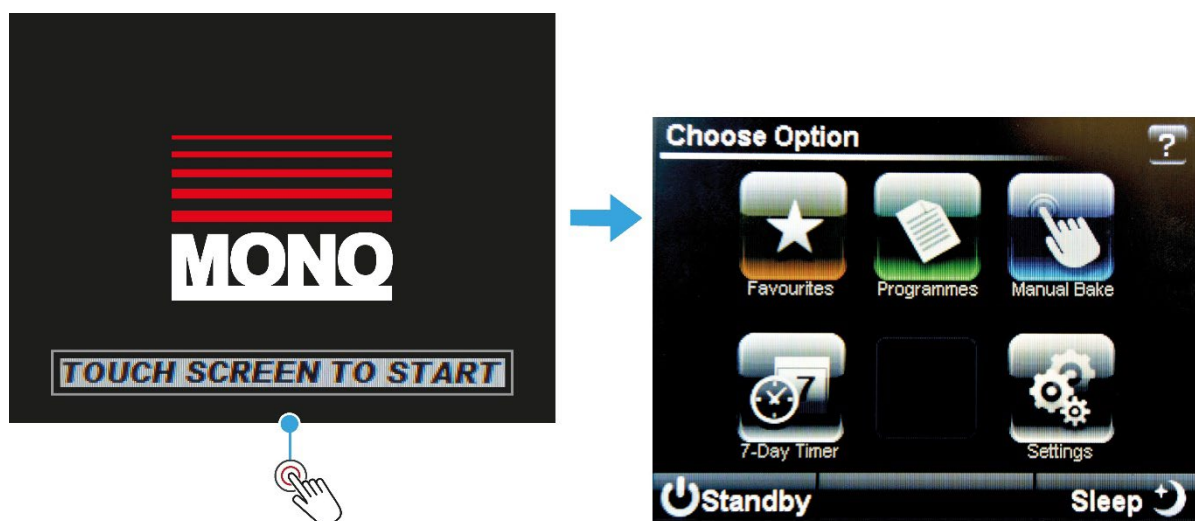 MONO
TOUCH SCREEN TO START
Choose Option ?
Favourites Programmes Manual Bake
7
7-Day Timer Settings
Standby Sleep